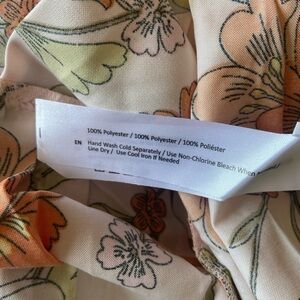 100% Polyester / 100% Polyester / 100% Poliéster
EN Hand Wash Cold Separately / Use Non-Chlorine Bleach When
Line Dry / Use Cool Iron If Needed